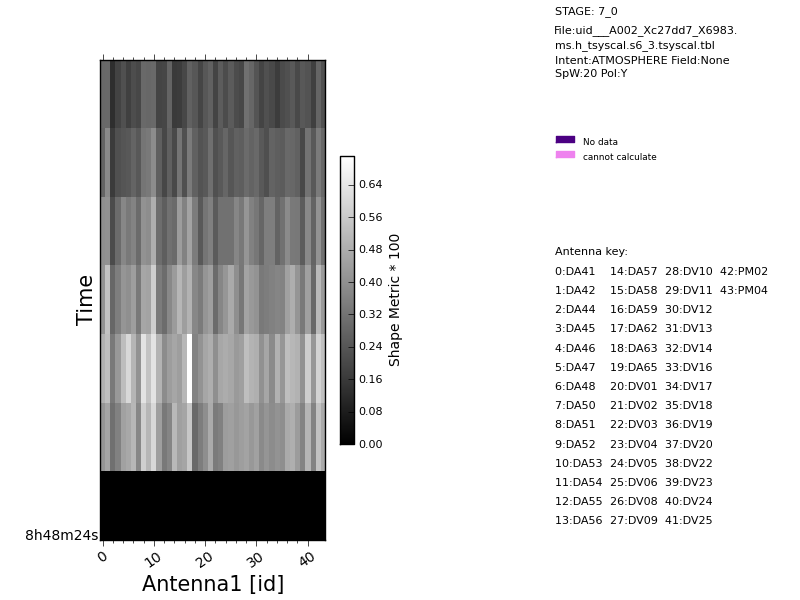 STAGE: 7_0
File:uid___A002_Xc27dd7_X6983.
ms.h_tsyscal.s6_3.tsyscal.tbl
Intent:ATMOSPHERE Field:None
SpW:20 Pol:Y
No data
cannot calculate
0.64
0.56
0.48
0.40
0.32
0.24
0.16
0.08
0.00
Shape Metric * 100
Time
8h48m24s
0 10 20 30 40
Antenna1 [id]
Antenna key:
0:DA41 14:DA57 28:DV10 42:PM02
1:DA42 15:DA58 29:DV11 43:PM04
2:DA44 16:DA59 30:DV12
3:DA45 17:DA62 31:DV13
4:DA46 18:DA63 32:DV14
5:DA47 19:DA65 33:DV16
6:DA48 20:DV01 34:DV17
7:DA50 21:DV02 35:DV18
8:DA51 22:DV03 36:DV19
9:DA52 23:DV04 37:DV20
10:DA53 24:DV05 38:DV22
11:DA54 25:DV06 39:DV23
12:DA55 26:DV08 40:DV24
13:DA56 27:DV09 41:DV25